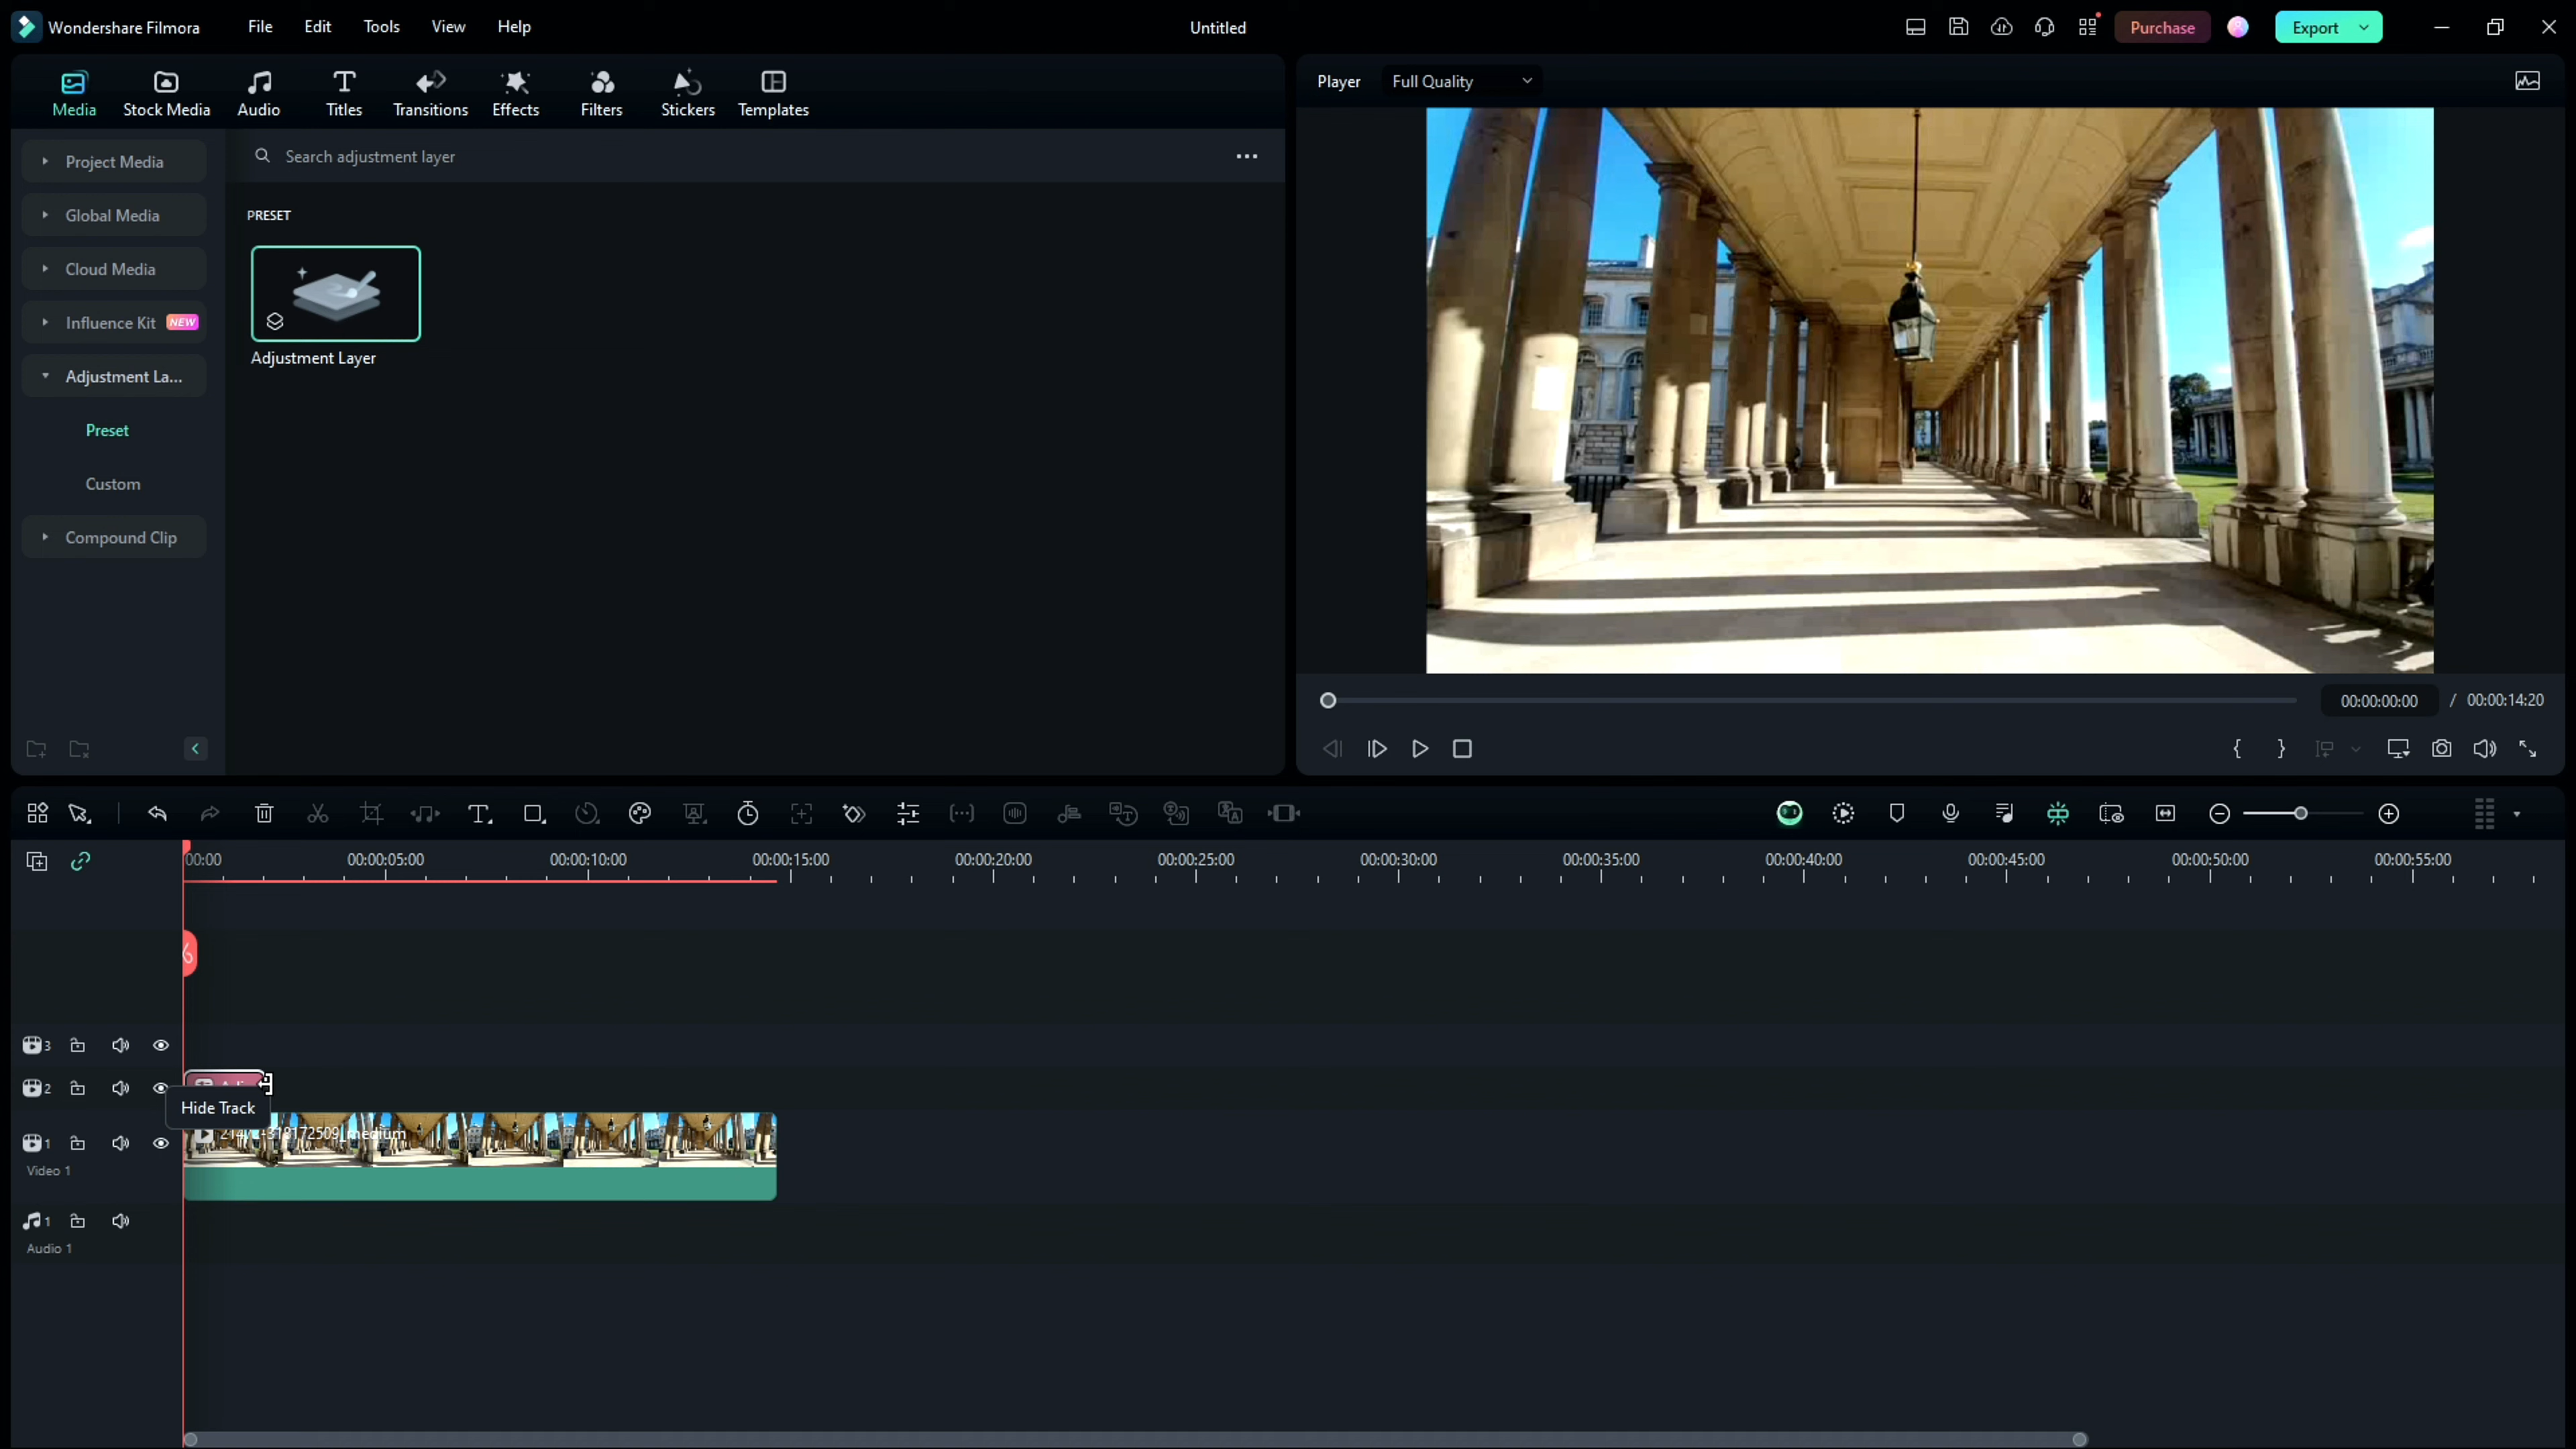 Wondershare Filmora File Edit Tools View Help Untitled Purchase Export
Media Stock Media Audio Titles Transitions Effects Filters Stickers Templates
Player Full Quality
Project Media
Global Media
Cloud Media
Influence Kit NEW
Adjustment La...
Preset
Custom
Compound Clip
Search adjustment layer
PRESET
Adjustment Layer
00:00:00:00 / 00:00:14:20
00:00 00:00:05:00 00:00:10:00 00:00:15:00 00:00:20:00 00:00:25:00 00:00:30:00 00:00:35:00 00:00:40:00 00:00:45:00 00:00:50:00 00:00:55:00
3
2
Hide Track
1
Video 1
1
Audio 1